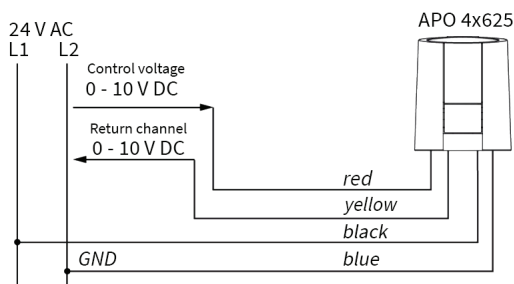 APO 4x625
24 V AC
L1 L2
Control voltage
0 - 10 V DC
Return channel
0 - 10 V DC
red
yellow
black
GND blue